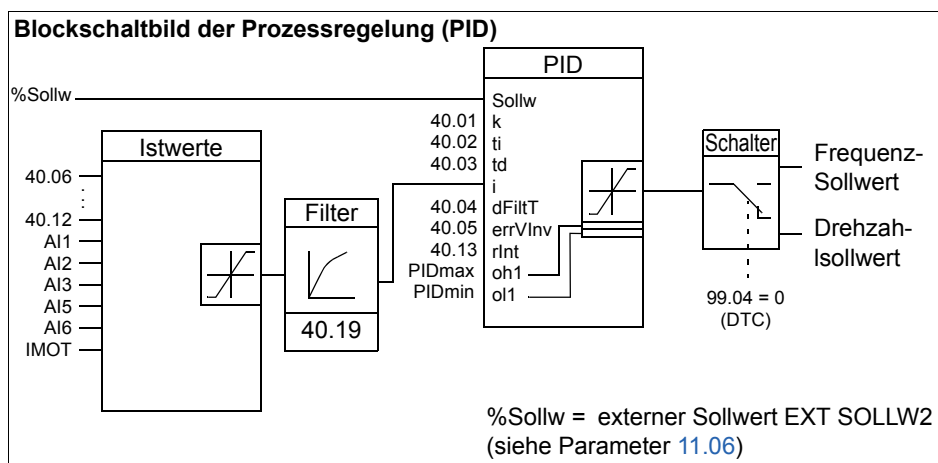 Blockschaltbild der Prozessregelung (PID)
%Sollw
PID
Sollw
40.01 k
40.02 ti
40.03 td
i
40.04 dFiltT
40.05 errVInv
40.13 rInt
PIDmax oh1
PIDmin ol1
Istwerte
40.06
40.12
AI1
AI2
AI3
AI5
AI6
IMOT
Filter
40.19
Schalter
Frequenz-
Sollwert
Drehzah-
lsollwert
99.04 = 0
(DTC)
%Sollw = externer Sollwert EXT SOLLW2
(siehe Parameter 11.06)